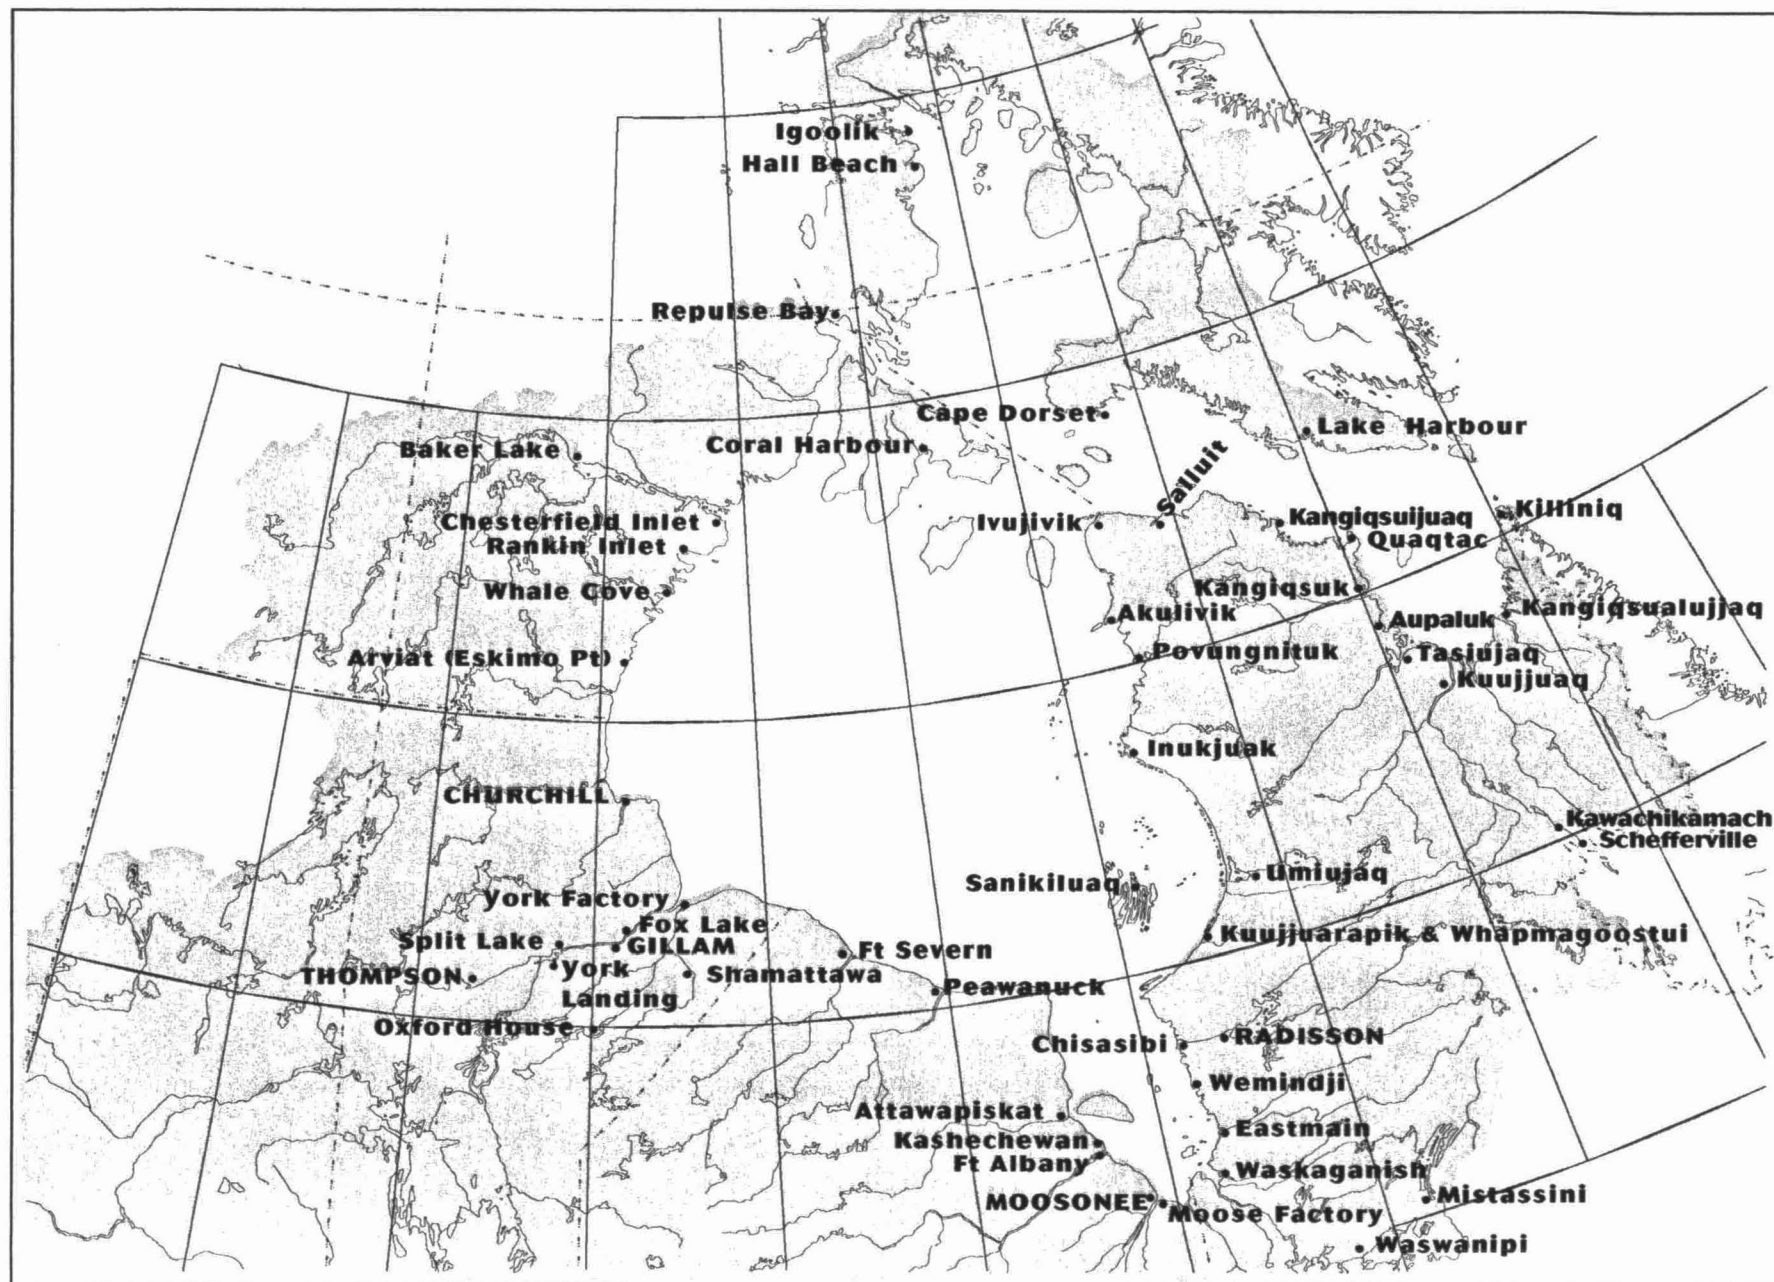 Igoolik
Hall Beach
Repulse Bay
Cape Dorset
Coral Harbour
Lake Harbour
Baker Lake
Salluit
Chesterfield Inlet
Ivujivik
Kangiqsuijuaq
Killiniq
Rankin Inlet
Quaqtac
Whale Cove
Kangiqsuk
Akulivik
Aupaluk
Kangiqsualujjaq
Arviat (Eskimo Pt)
Povungnituk
Tasiujaq
Kuujjuaq
Inukjuak
CHURCHILL
Kawachikamach
Schefferville
Sanikiluaq
Umiujaq
York Factory
Fox Lake
Split Lake
GILLAM
Ft Severn
Kuujjuarapik & Whapmagoostui
THOMPSON
York
Landing
Shamattawa
Peawanuck
Oxford House
Chisasibi
RADISSON
Wemindji
Attawapiskat
Kashechewan
Eastmain
Ft Albany
Waskaganish
MOOSONEE
Moose Factory
Mistassini
Waswanipi